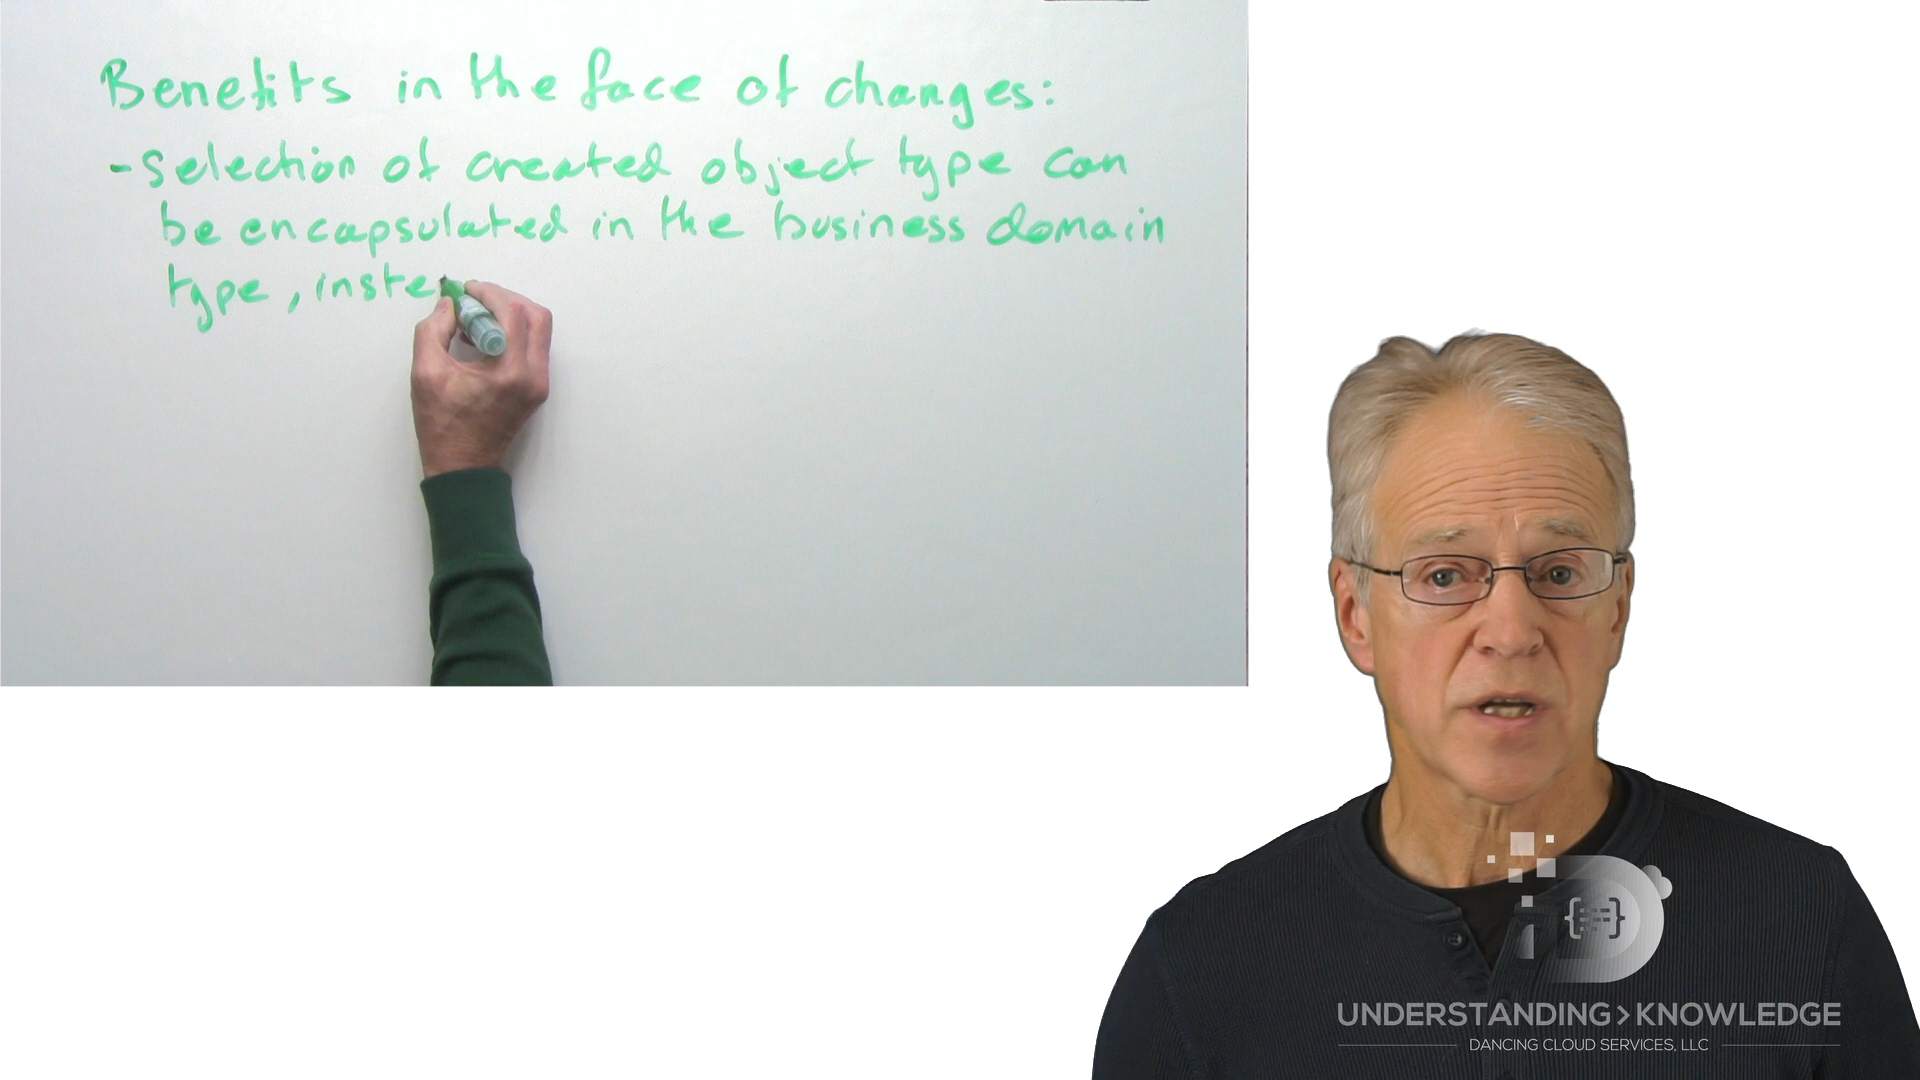 Benefits in the face of changes:
- Selection of created object type can
be encapsulated in the business domain
type, inste
UNDERSTANDING>KNOWLEDGE
DANCING CLOUD SERVICES, LLC